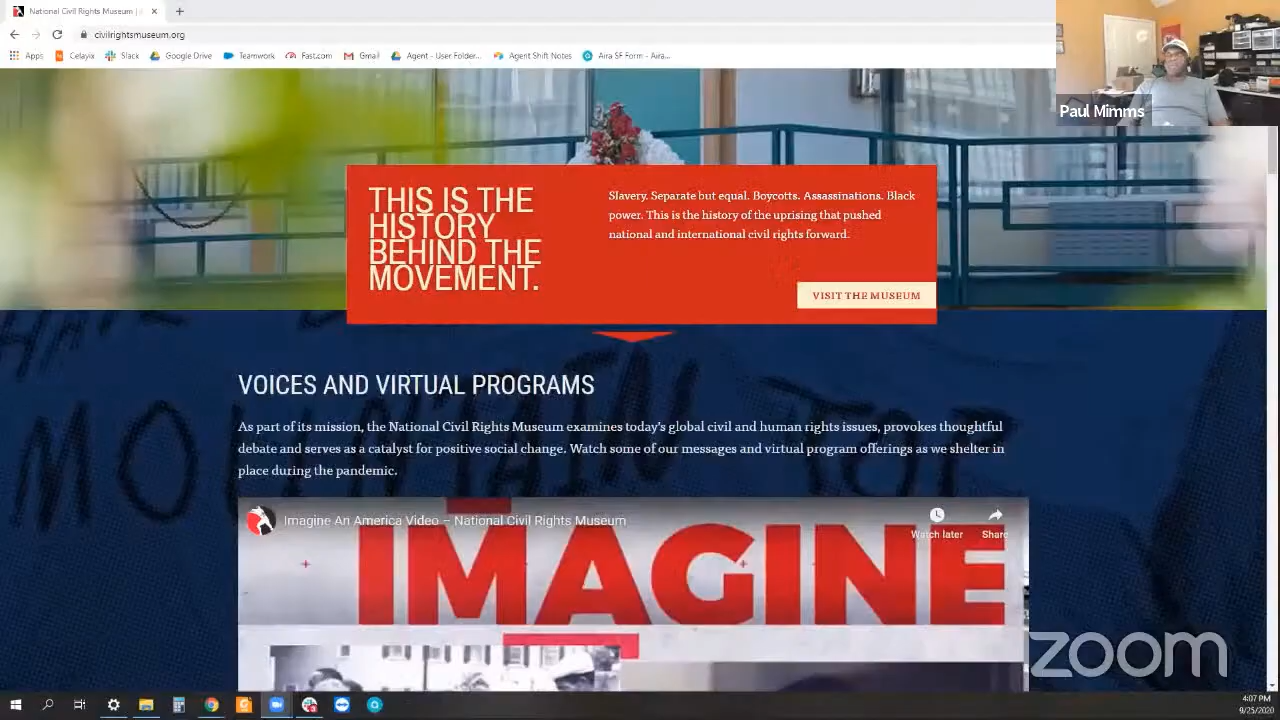 National Civil Rights Museum |
civilrightsmuseum.org
Apps
Celayix
Slack
Google Drive
Teamwork
Fast.com
Gmail
Agent - User Folder...
Agent Shift Notes
Aira SF Form - Aira...
Paul Mimms
THIS IS THE
HISTORY
BEHIND THE
MOVEMENT.
Slavery. Separate but equal. Boycotts. Assassinations. Black
power. This is the history of the uprising that pushed
national and international civil rights forward.
VISIT THE MUSEUM
VOICES AND VIRTUAL PROGRAMS
As part of its mission, the National Civil Rights Museum examines today's global civil and human rights issues, provokes thoughtful
debate and serves as a catalyst for positive social change. Watch some of our messages and virtual program offerings as we shelter in
place during the pandemic.
MOUNTAIN TOP
Imagine An America Video – National Civil Rights Museum
Watch later
Share
IMAGINE
zoom
4:07 PM
9/25/2020